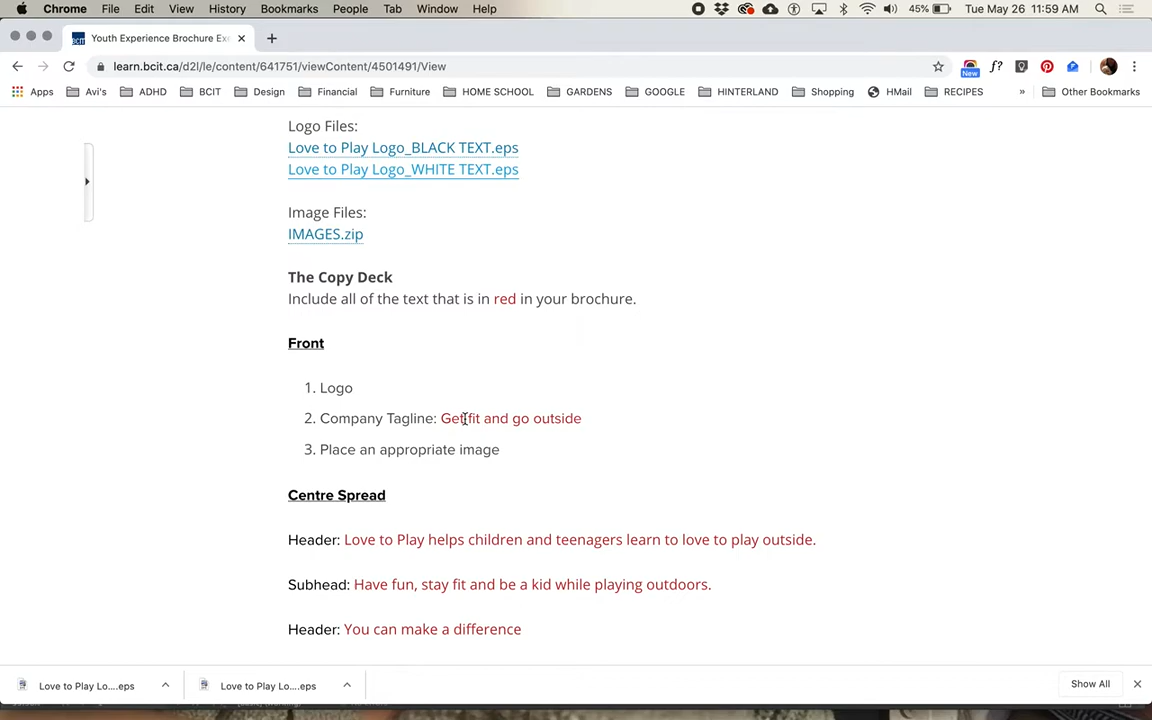 Chrome File Edit View History Bookmarks People Tab Window Help 45% Tue May 26 11:59 AM
Youth Experience Brochure Exe
learn.bcit.ca/d2l/le/content/641751/viewContent/4501491/View
New
f?
Apps Avi's ADHD BCIT Design Financial Furniture HOME SCHOOL GARDENS GOOGLE HINTERLAND Shopping HMail RECIPES » Other Bookmarks
Logo Files:
Love to Play Logo_BLACK TEXT.eps
Love to Play Logo_WHITE TEXT.eps
Image Files:
IMAGES.zip
The Copy Deck
Include all of the text that is in red in your brochure.
Front
1. Logo
2. Company Tagline: Get fit and go outside
3. Place an appropriate image
Centre Spread
Header: Love to Play helps children and teenagers learn to love to play outside.
Subhead: Have fun, stay fit and be a kid while playing outdoors.
Header: You can make a difference
Love to Play Lo....eps Love to Play Lo....eps Show All